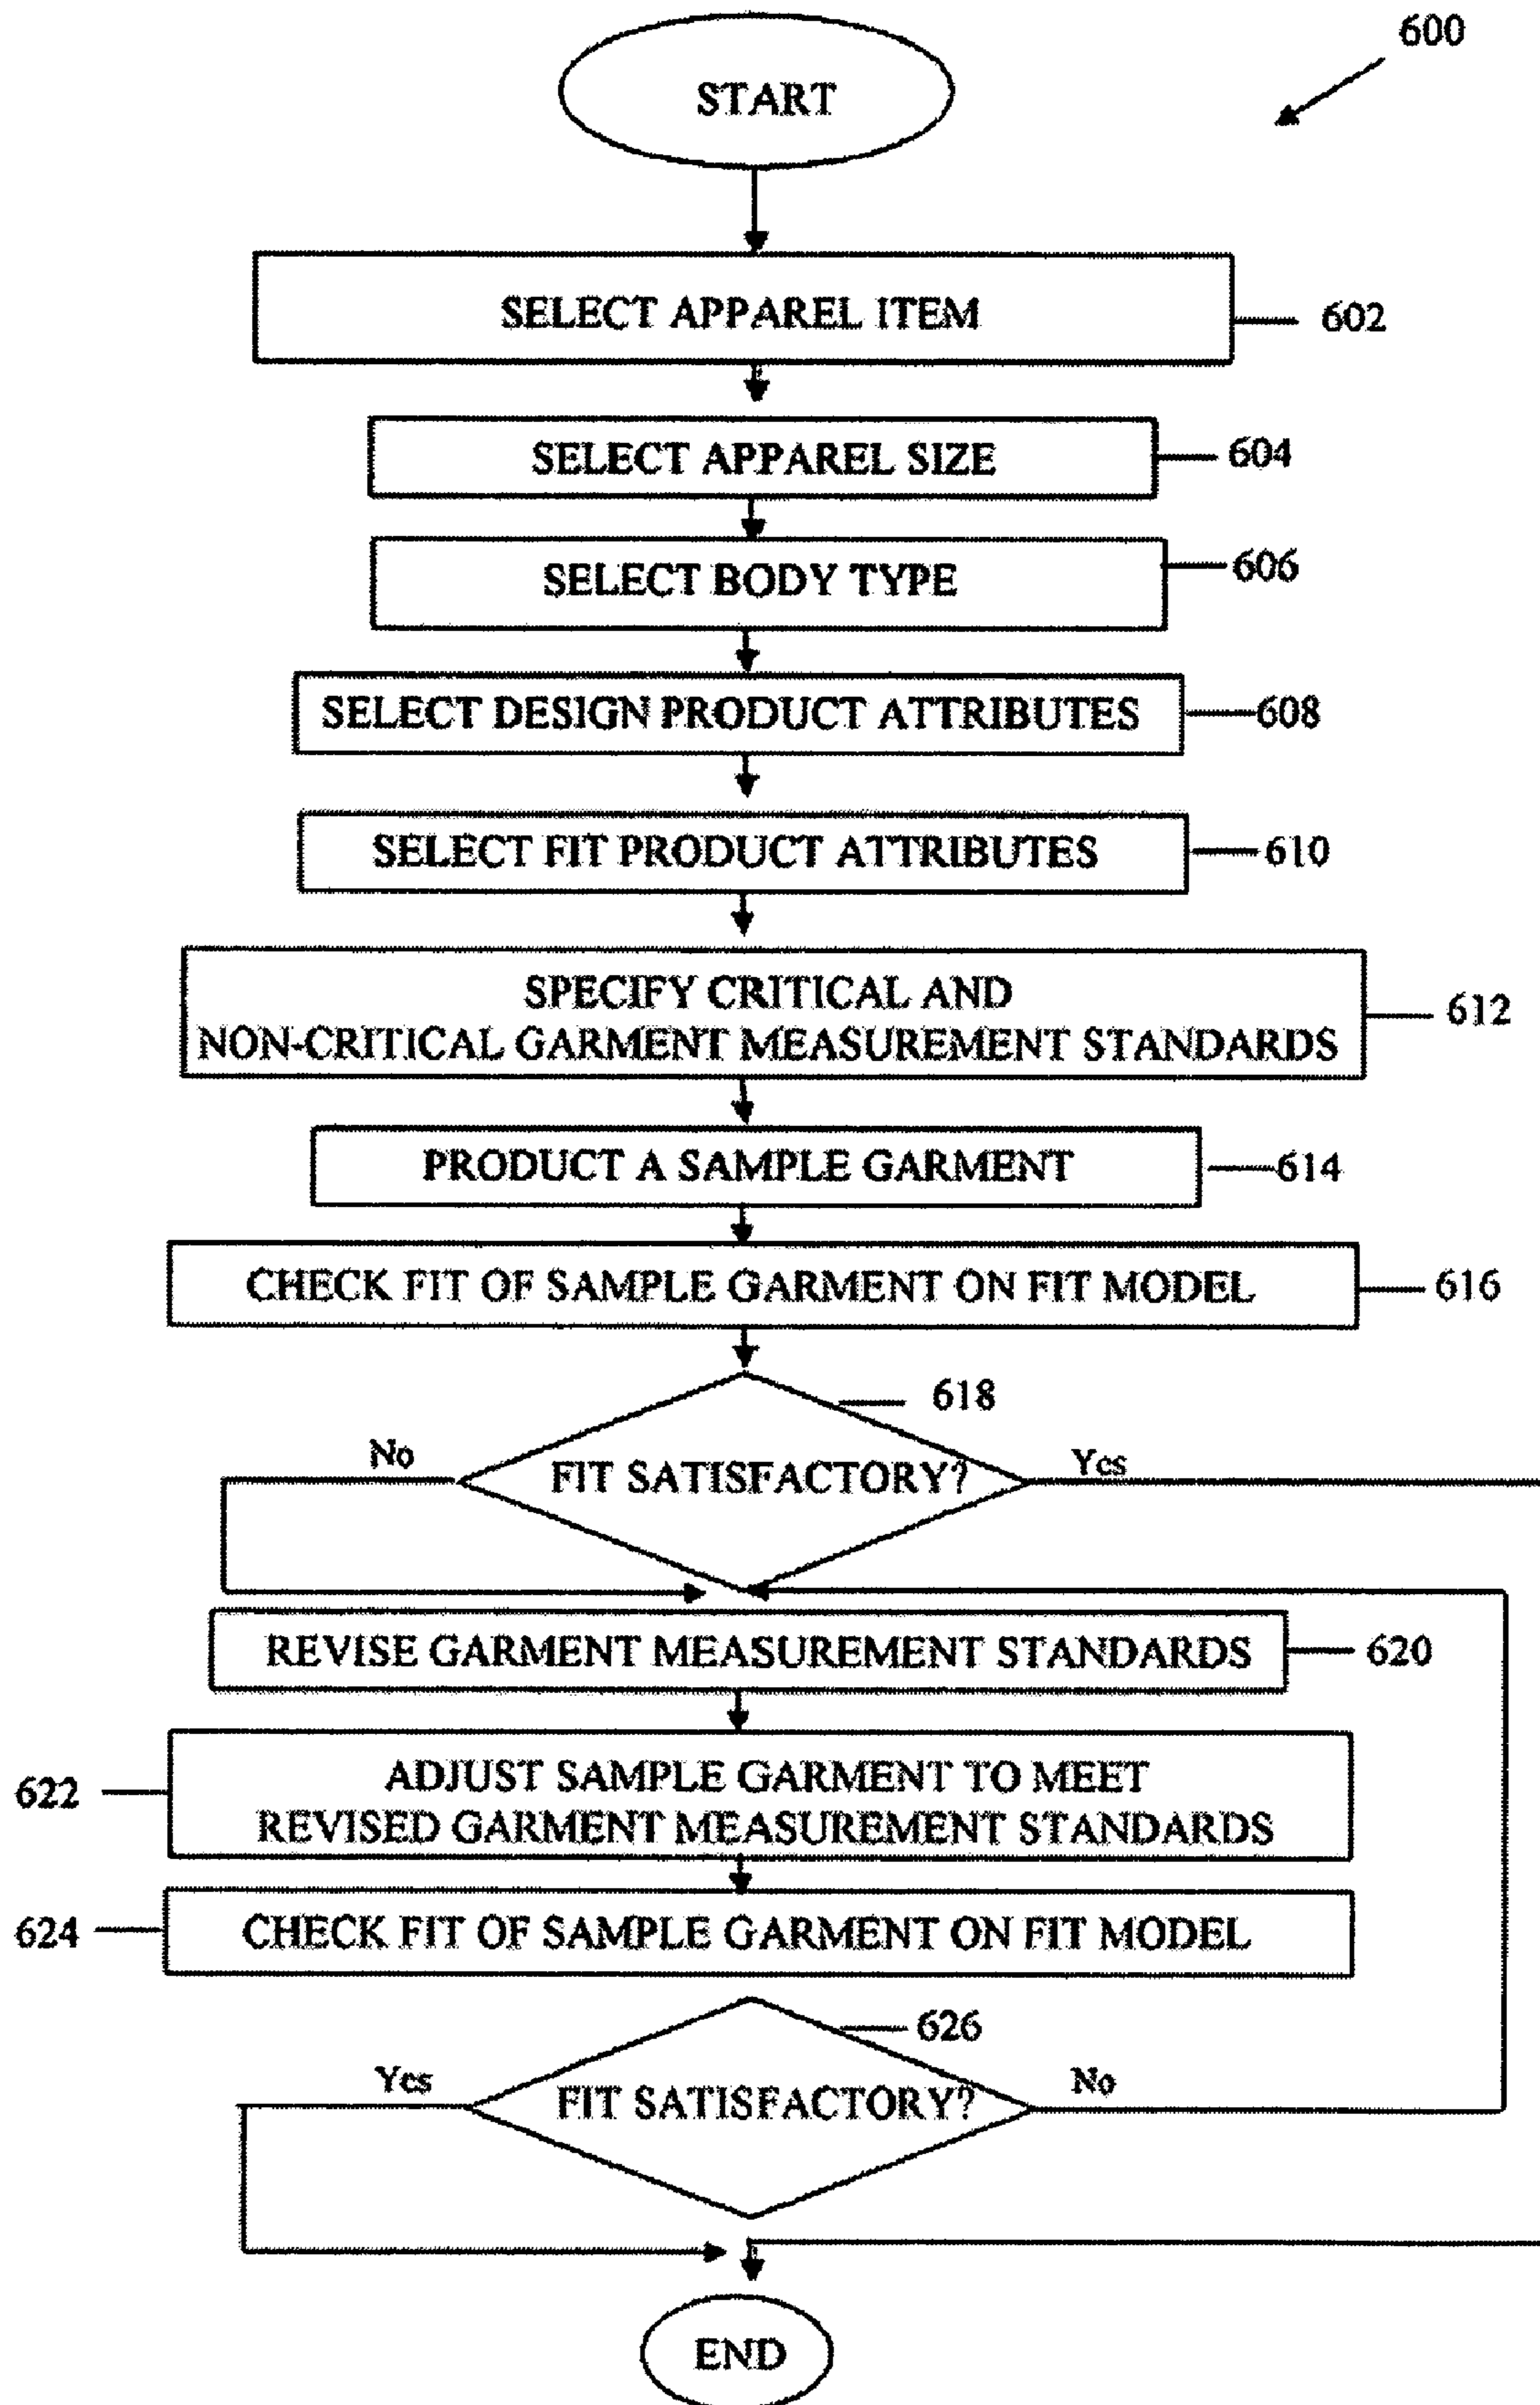 600
START
SELECT APPAREL ITEM
602
SELECT APPAREL SIZE
604
SELECT BODY TYPE
606
SELECT DESIGN PRODUCT ATTRIBUTES
608
SELECT FIT PRODUCT ATTRIBUTES
610
SPECIFY CRITICAL AND
NON-CRITICAL GARMENT MEASUREMENT STANDARDS
612
PRODUCT A SAMPLE GARMENT
614
CHECK FIT OF SAMPLE GARMENT ON FIT MODEL
616
618
No
FIT SATISFACTORY?
Yes
REVISE GARMENT MEASUREMENT STANDARDS
620
622
ADJUST SAMPLE GARMENT TO MEET
REVISED GARMENT MEASUREMENT STANDARDS
624
CHECK FIT OF SAMPLE GARMENT ON FIT MODEL
626
Yes
FIT SATISFACTORY?
No
END